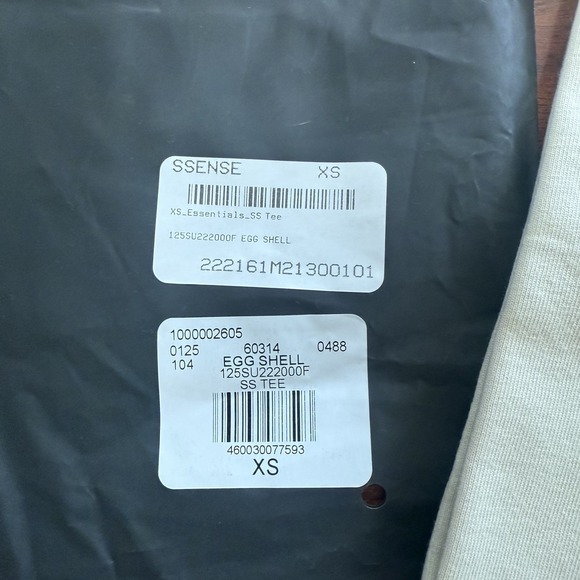 SSENSE XS
XS_Essentials_SS Tee
125SU222000F EGG SHELL
222161M21300101
1000002605
0125 60314 0488
104 EGG SHELL
125SU222000F
SS TEE
460030077593
XS